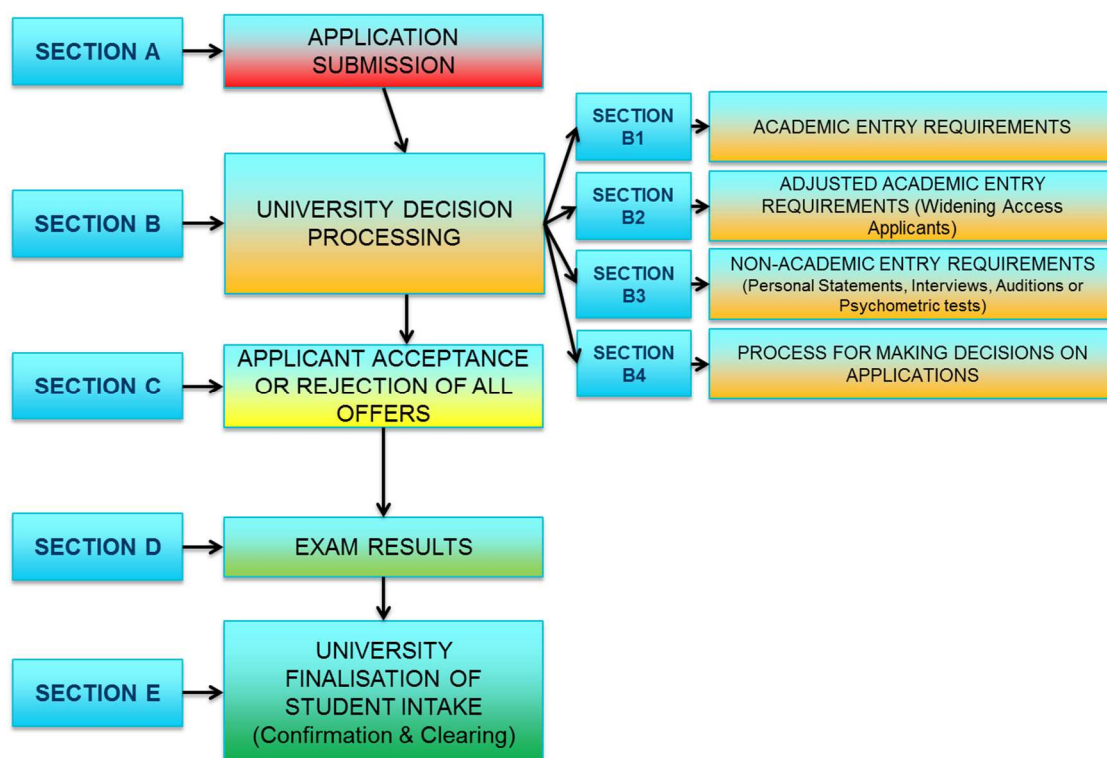 SECTION A
APPLICATION
SUBMISSION
SECTION B
UNIVERSITY DECISION
PROCESSING
SECTION
B1
ACADEMIC ENTRY REQUIREMENTS
SECTION
B2
ADJUSTED ACADEMIC ENTRY
REQUIREMENTS (Widening Access
Applicants)
SECTION
B3
NON-ACADEMIC ENTRY REQUIREMENTS
(Personal Statements, Interviews, Auditions or
Psychometric tests)
SECTION
B4
PROCESS FOR MAKING DECISIONS ON
APPLICATIONS
SECTION C
APPLICANT ACCEPTANCE
OR REJECTION OF ALL
OFFERS
SECTION D
EXAM RESULTS
SECTION E
UNIVERSITY
FINALISATION OF
STUDENT INTAKE
(Confirmation & Clearing)